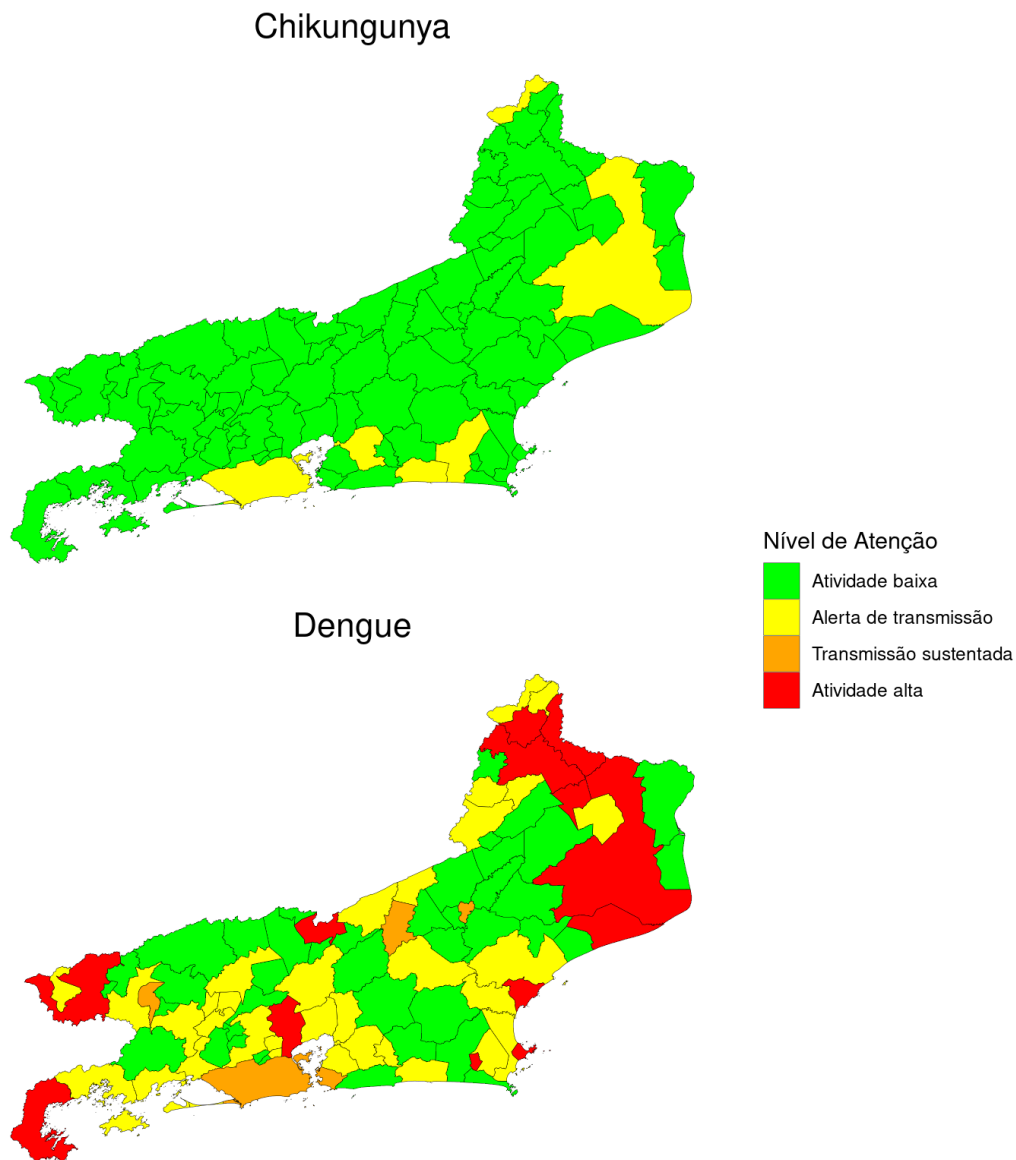 Chikungunya
Nível de Atenção
Atividade baixa
Alerta de transmissão
Transmissão sustentada
Atividade alta
Dengue